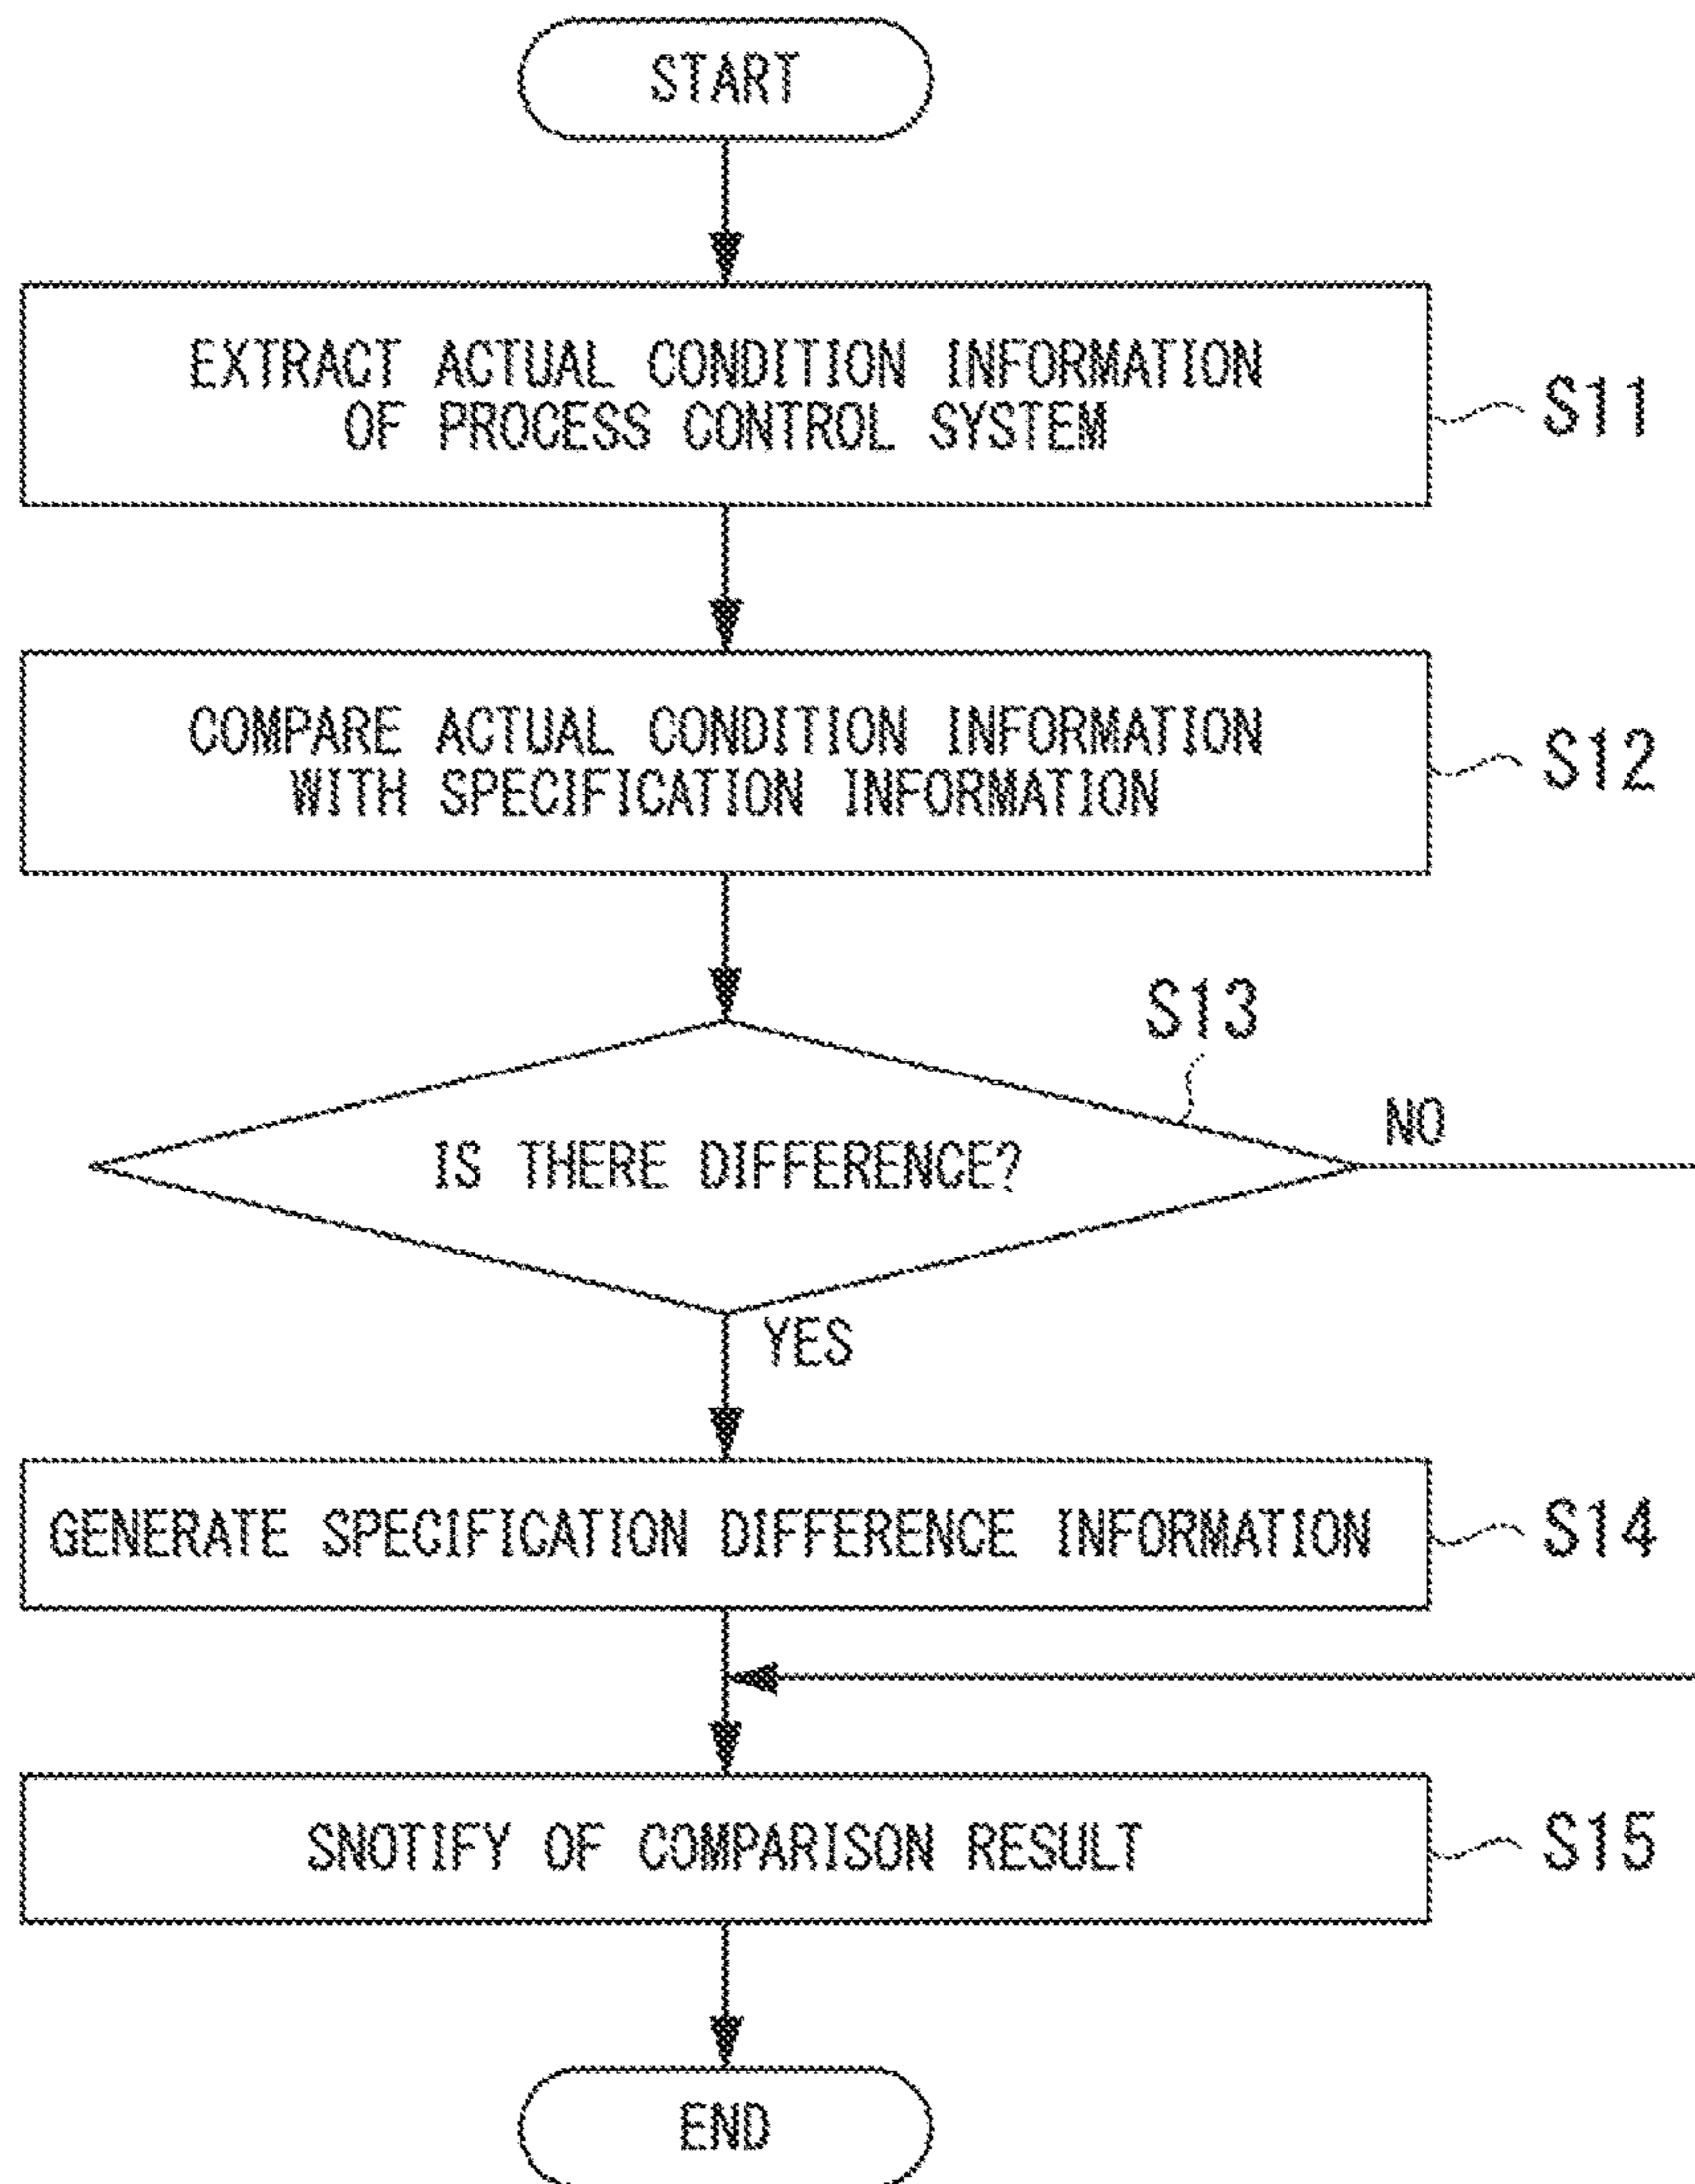 START
EXTRACT ACTUAL CONDITION INFORMATION
OF PROCESS CONTROL SYSTEM
S11
COMPARE ACTUAL CONDITION INFORMATION
WITH SPECIFICATION INFORMATION
S12
S13
IS THERE DIFFERENCE?
NO
YES
GENERATE SPECIFICATION DIFFERENCE INFORMATION
S14
SNOTIFY OF COMPARISON RESULT
S15
END